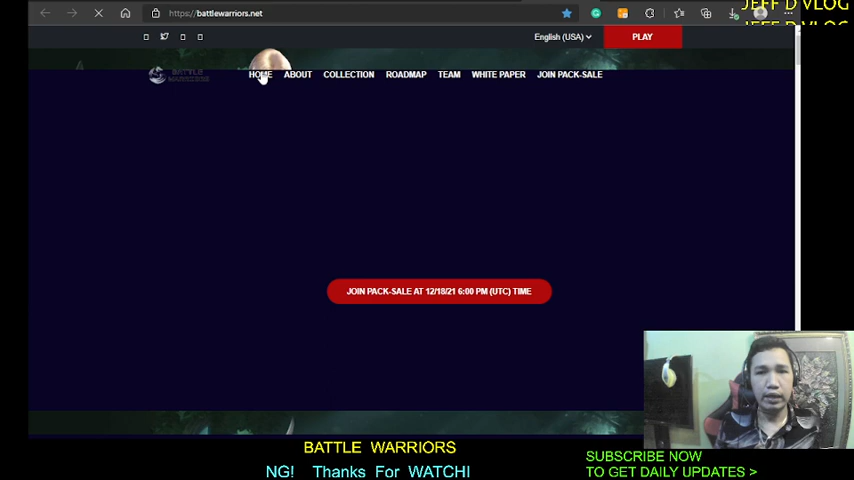 JEFF D VLOG
https://battlewarriors.net
English (USA)
PLAY
BATTLE
WARRIORS
HOME ABOUT COLLECTION ROADMAP TEAM WHITE PAPER JOIN PACK-SALE
JOIN PACK-SALE AT 12/18/21 6:00 PM (UTC) TIME
BATTLE WARRIORS
NG! Thanks For WATCHI
SUBSCRIBE NOW
TO GET DAILY UPDATES >